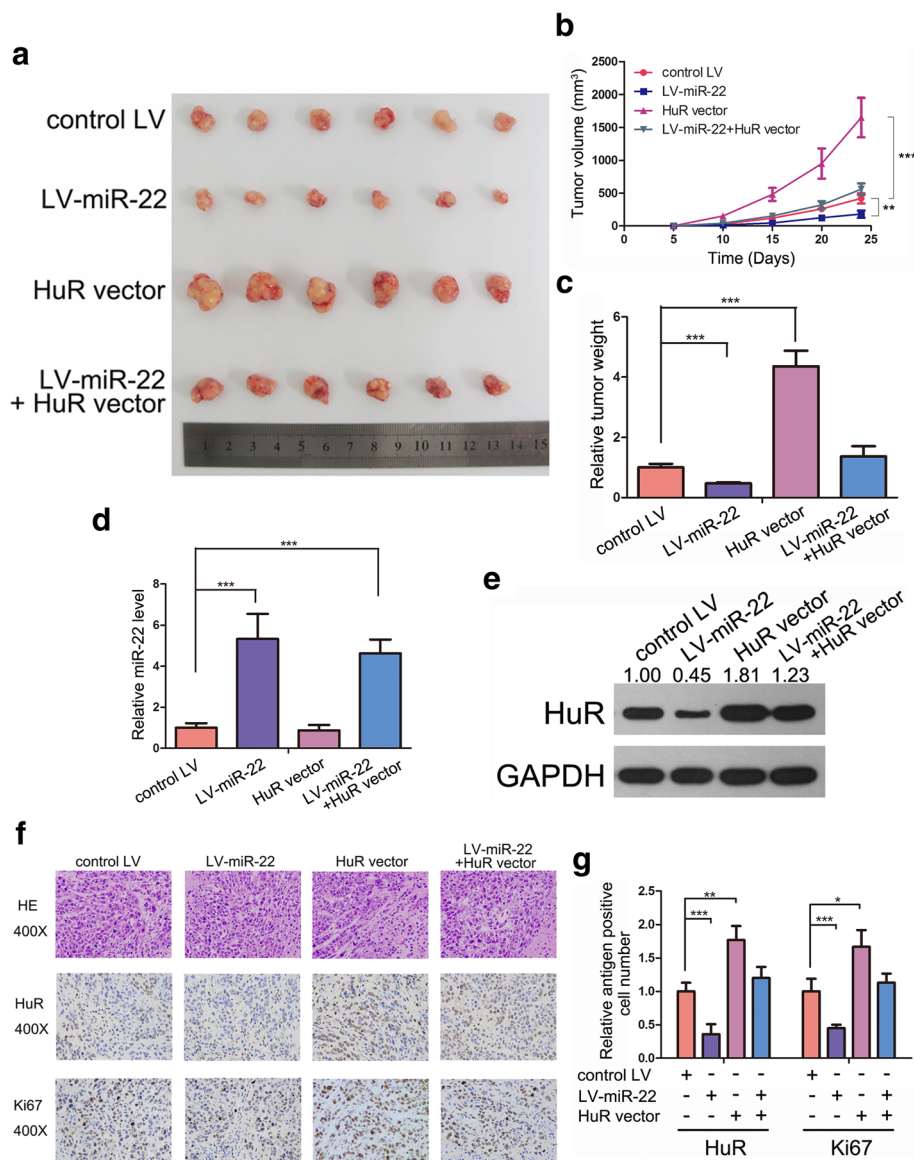 a
control LV
LV-miR-22
HuR vector
LV-miR-22
+ HuR vector
1 2 3 4 5 6 7 8 9 10 11 12 13 14 15
b
control LV
LV-miR-22
HuR vector
LV-miR-22+HuR vector
Tumor volume (mm³)
2500
2000
1500
1000
500
0
0 5 10 15 20 25
Time (Days)
***
**
c
Relative tumor weight
6
4
2
0
***
***
control LV
LV-miR-22
HuR vector
LV-miR-22
+HuR vector
d
Relative miR-22 level
8
6
4
2
0
***
***
control LV
LV-miR-22
HuR vector
LV-miR-22
+HuR vector
e
control LV
LV-miR-22
HuR vector
LV-miR-22
+HuR vector
1.00 0.45 1.81 1.23
HuR
GAPDH
f
control LV
LV-miR-22
HuR vector
LV-miR-22
+HuR vector
HE
400X
HuR
400X
Ki67
400X
g
Relative antigen positive
cell number
2.5
2.0
1.5
1.0
0.5
0.0
**
***
*
***
control LV + - - - + - - -
LV-miR-22 - + - + - + - +
HuR vector - - + + - - + +
HuR Ki67